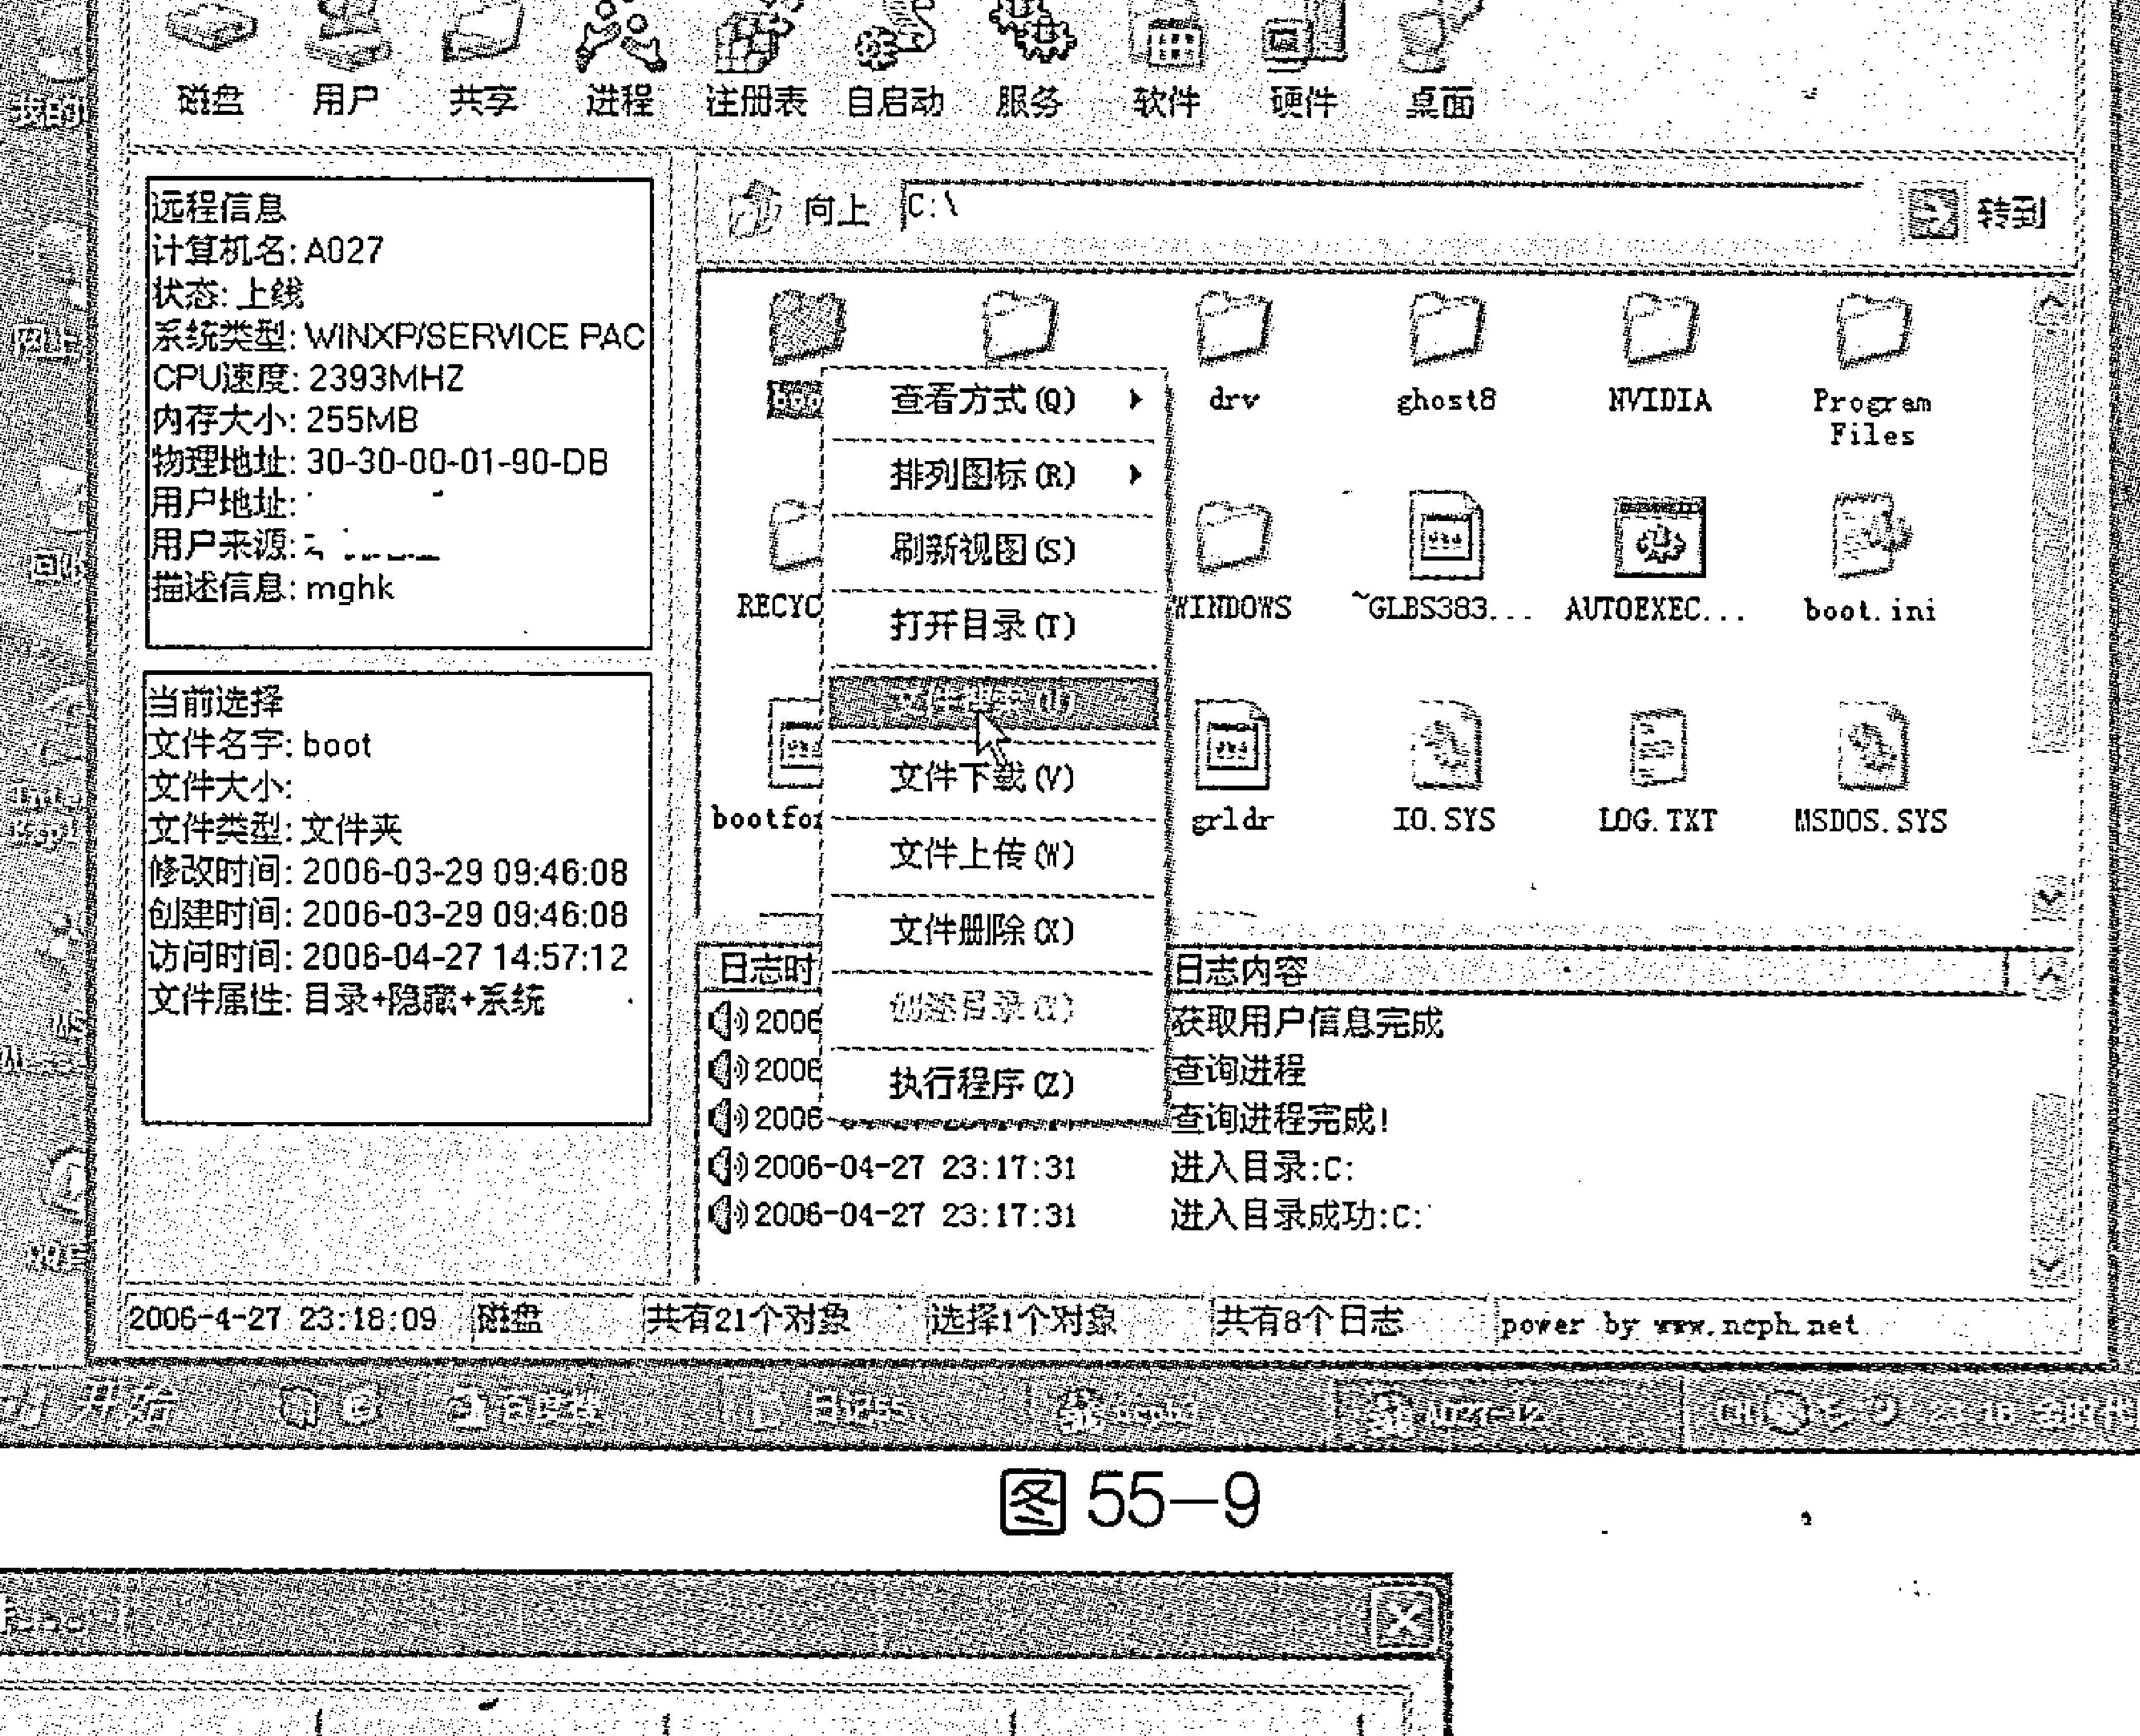 磁盘 用户 共享 进程 注册表 自启动 服务 软件 硬件 桌面
我的
远程信息
计算机名: A027
状态: 上线
系统类型: WINXP/SERVICE PAC
CPU速度: 2393MHZ
内存大小: 255MB
物理地址: 30-30-00-01-90-DB
用户地址:
用户来源:
描述信息: mghk
当前选择
文件名字: boot
文件大小:
文件类型: 文件夹
修改时间: 2006-03-29 09:46:08
创建时间: 2006-03-29 09:46:08
访问时间: 2006-04-27 14:57:12
文件属性: 目录+隐藏+系统
向上 C:\ 转到
drv ghost8 NVIDIA Program
Files
RECYC WINDOWS ~GLBS383... AUTOEXEC... boot.ini
bootfo grldr IO.SYS LOG.TXT MSDOS.SYS
查看方式(Q)
排列图标(R)
刷新视图(S)
打开目录(T)
文件搜索(U)
文件下载(V)
文件上传(W)
文件删除(X)
创建目录(Y)
执行程序(Z)
日志时 日志内容
2006 获取用户信息完成
2006 查询进程
2006 查询进程完成!
2006-04-27 23:17:31 进入目录:C:
2006-04-27 23:17:31 进入目录成功:C:
2006-4-27 23:18:09 磁盘 共有21个对象 选择1个对象 共有8个日志 power by www.ncph.net
开始
图 55-9